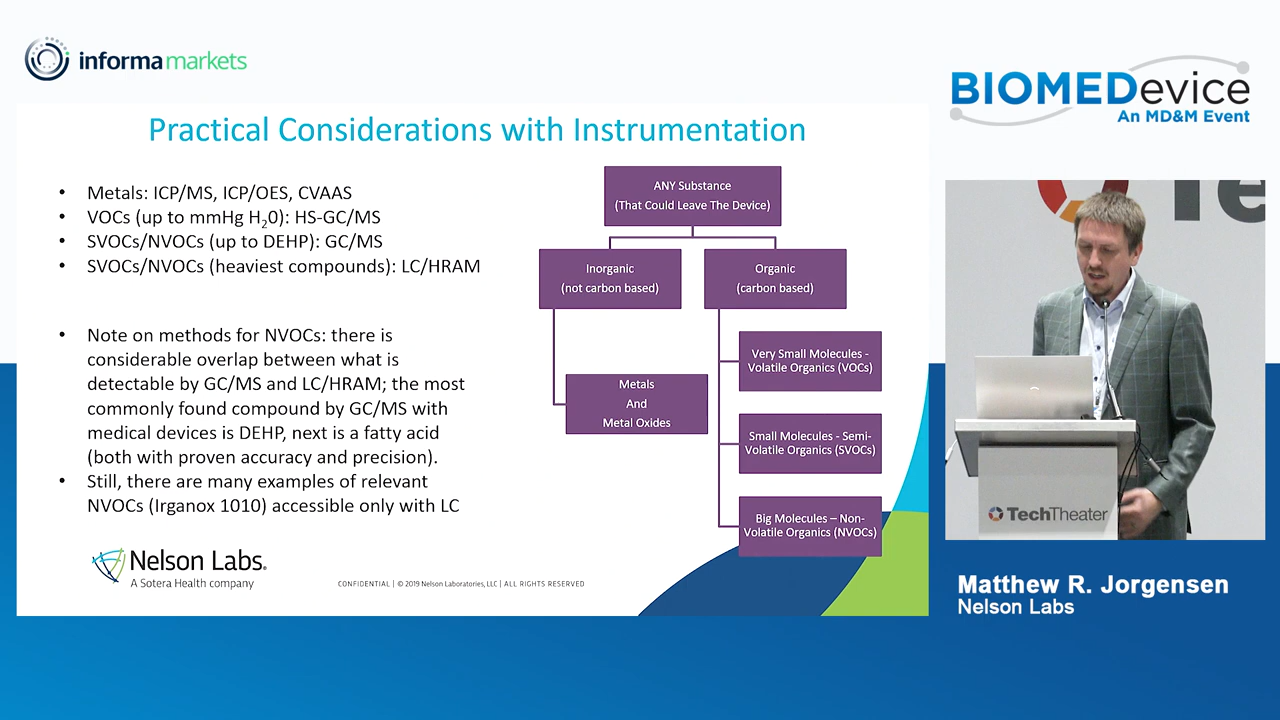 informa markets
BIOMEDevice
An MD&M Event
Practical Considerations with Instrumentation
• Metals: ICP/MS, ICP/OES, CVAAS
• VOCs (up to mmHg H20): HS-GC/MS
• SVOCs/NVOCs (up to DEHP): GC/MS
• SVOCs/NVOCs (heaviest compounds): LC/HRAM
• Note on methods for NVOCs: there is
considerable overlap between what is
detectable by GC/MS and LC/HRAM; the most
commonly found compound by GC/MS with
medical devices is DEHP, next is a fatty acid
(both with proven accuracy and precision).
• Still, there are many examples of relevant
NVOCs (Irganox 1010) accessible only with LC
ANY Substance
(That Could Leave The Device)
Inorganic
(not carbon based)
Organic
(carbon based)
Metals
And
Metal Oxides
Very Small Molecules -
Volatile Organics (VOCs)
Small Molecules - Semi-
Volatile Organics (SVOCs)
Big Molecules – Non-
Volatile Organics (NVOCs)
Nelson Labs®
A Sotera Health company
CONFIDENTIAL | © 2019 Nelson Laboratories, LLC | ALL RIGHTS RESERVED
Te
TechTheater
Matthew R. Jorgensen
Nelson Labs